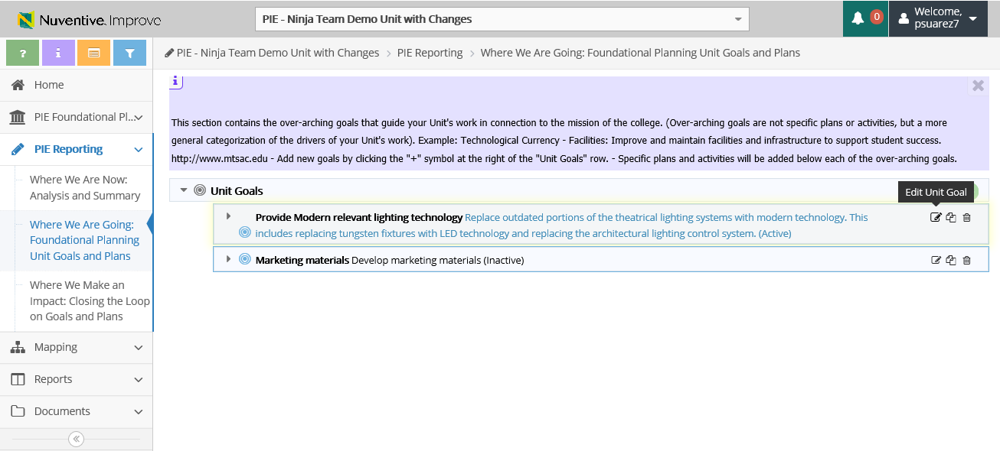 Nuventive. Improve
PIE - Ninja Team Demo Unit with Changes
0
Welcome,
psuarez7
?
i
PIE - Ninja Team Demo Unit with Changes > PIE Reporting > Where We Are Going: Foundational Planning Unit Goals and Plans
Home
PIE Foundational Pl...
PIE Reporting
Where We Are Now:
Analysis and Summary
Where We Are Going:
Foundational Planning
Unit Goals and Plans
Where We Make an
Impact: Closing the Loop
on Goals and Plans
Mapping
Reports
Documents
i
This section contains the over-arching goals that guide your Unit's work in connection to the mission of the college. (Over-arching goals are not specific plans or activities, but a more
general categorization of the drivers of your Unit's work). Example: Technological Currency - Facilities: Improve and maintain facilities and infrastructure to support student success.
http://www.mtsac.edu - Add new goals by clicking the "+" symbol at the right of the "Unit Goals" row. - Specific plans and activities will be added below each of the over-arching goals.
Unit Goals
Edit Unit Goal
Provide Modern relevant lighting technology Replace outdated portions of the theatrical lighting systems with modern technology. This
includes replacing tungsten fixtures with LED technology and replacing the architectural lighting control system. (Active)
Marketing materials Develop marketing materials (Inactive)